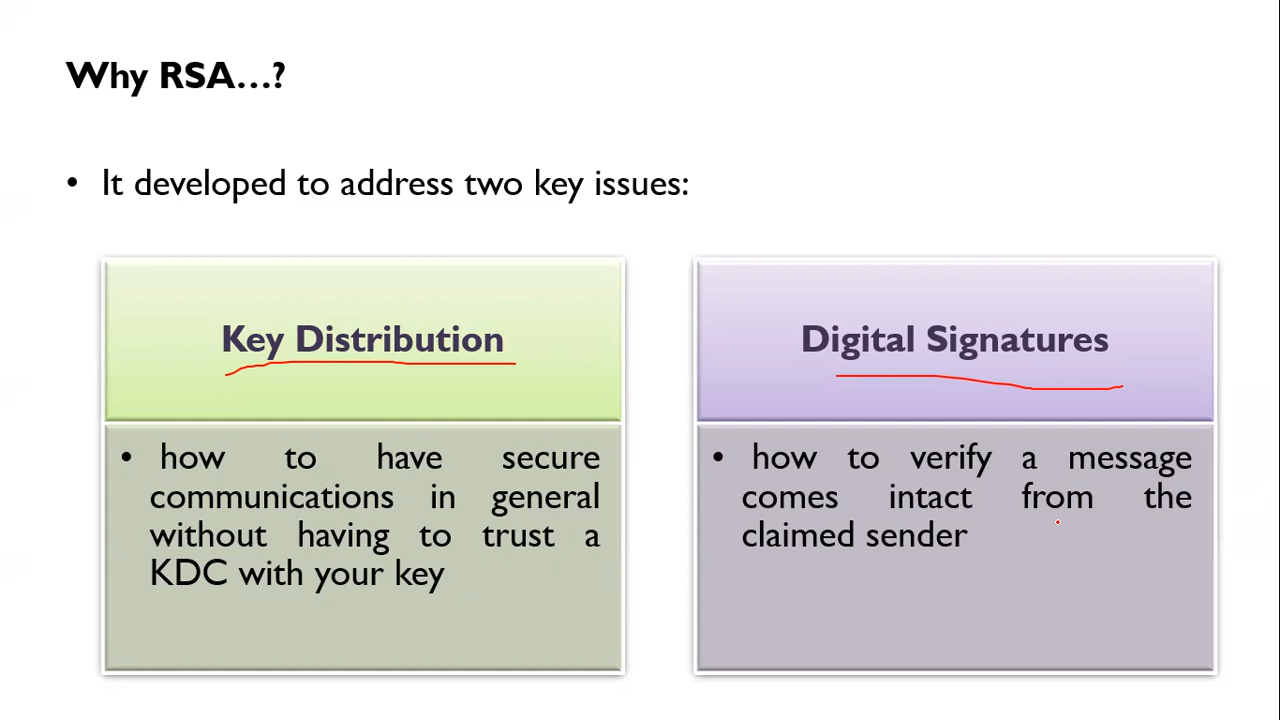 Why RSA…?
• It developed to address two key issues:
Key Distribution
• how to have secure
communications in general
without having to trust a
KDC with your key
Digital Signatures
• how to verify a message
comes intact from the
claimed sender